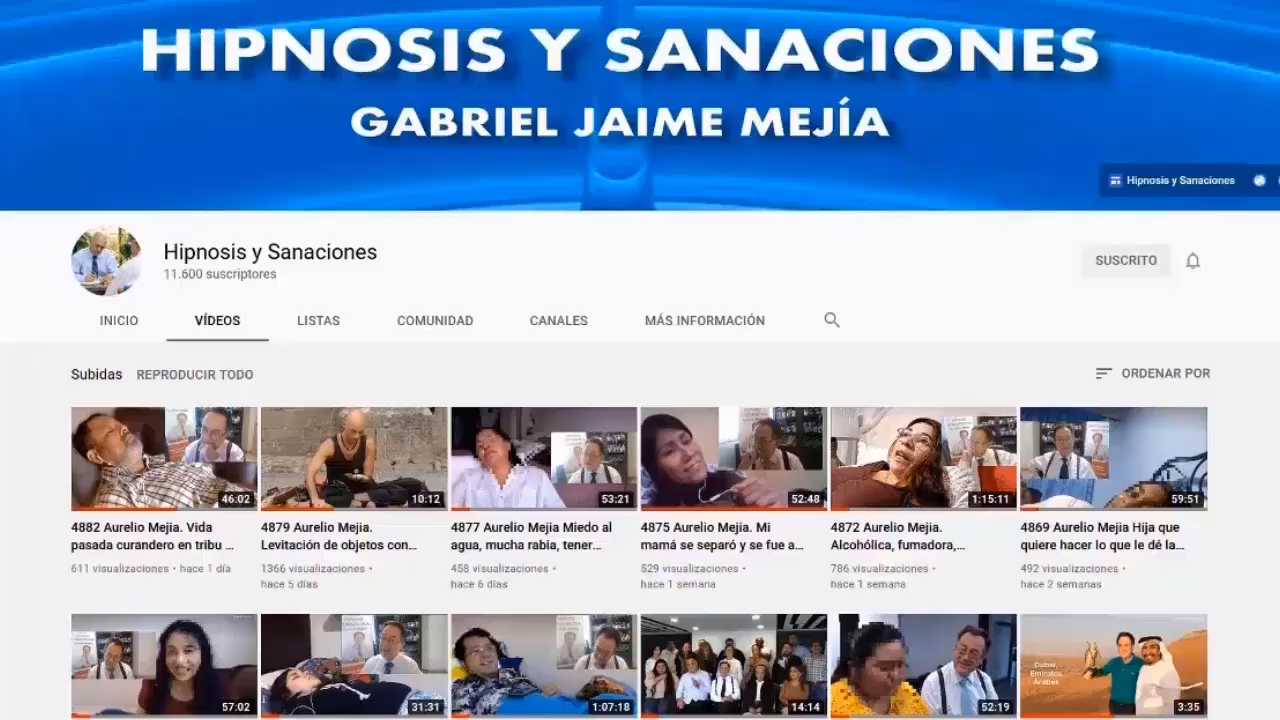 HIPNOSIS Y SANACIONES
GABRIEL JAIME MEJÍA
Hipnosis y Sanaciones
Hipnosis y Sanaciones
11.600 suscriptores
SUSCRITO
INICIO VÍDEOS LISTAS COMUNIDAD CANALES MÁS INFORMACIÓN
Subidas REPRODUCIR TODO
ORDENAR POR
46:02
10:12
53:21
52:48
1:15:11
59:51
4882 Aurelio Mejia. Vida
pasada curandero en tribu ...
611 visualizaciones • hace 1 día
4879 Aurelio Mejia.
Levitación de objetos con...
1366 visualizaciones •
hace 5 días
4877 Aurelio Mejia Miedo al
agua, mucha rabia, tener...
458 visualizaciones •
hace 6 días
4875 Aurelio Mejia. Mi
mamá se separó y se fue a...
529 visualizaciones •
hace 1 semana
4872 Aurelio Mejia.
Alcohólica, fumadora,...
786 visualizaciones •
hace 1 semana
4869 Aurelio Mejia Hija que
quiere hacer lo que le dé la...
492 visualizaciones •
hace 2 semanas
57:02
31:31
1:07:18
14:14
52:19
Dubai,
Emiratos
Árabes
3:35